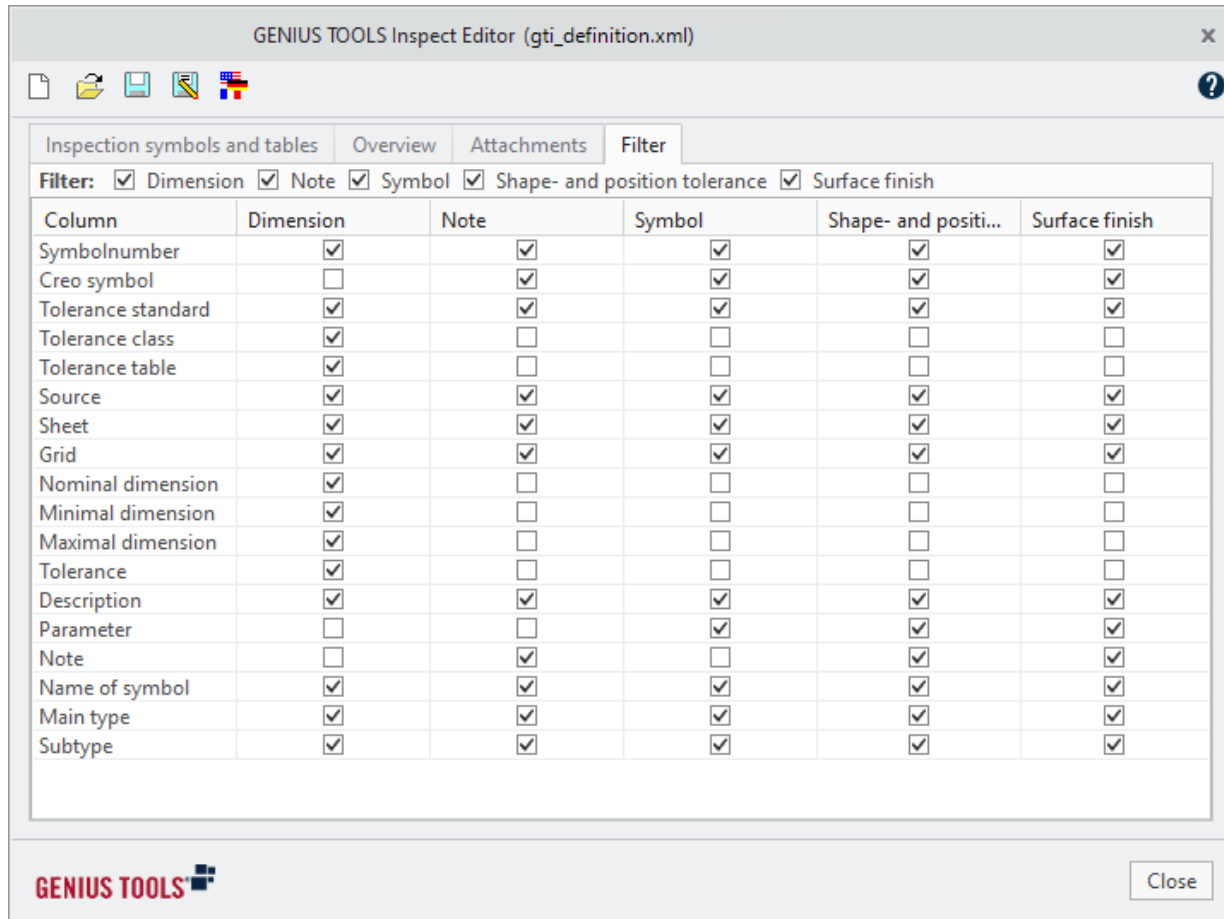 GENIUS TOOLS Inspect Editor (gti_definition.xml)
Inspection symbols and tables Overview Attachments Filter
Filter: Dimension Note Symbol Shape- and position tolerance Surface finish
Column Dimension Note Symbol Shape- and positi... Surface finish
Symbolnumber
Creo symbol
Tolerance standard
Tolerance class
Tolerance table
Source
Sheet
Grid
Nominal dimension
Minimal dimension
Maximal dimension
Tolerance
Description
Parameter
Note
Name of symbol
Main type
Subtype
GENIUS TOOLS Close